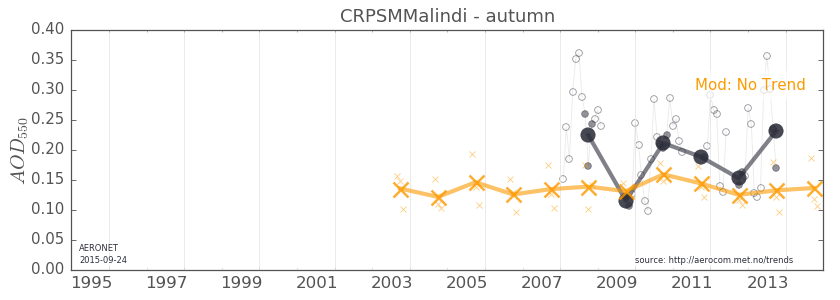 CRPSMMalindi - autumn
0.40
0.35
0.30
0.25
0.20
0.15
0.10
0.05
0.00
AOD550
Mod: No Trend
AERONET
2015-09-24
source: http://aerocom.met.no/trends
1995 1997 1999 2001 2003 2005 2007 2009 2011 2013